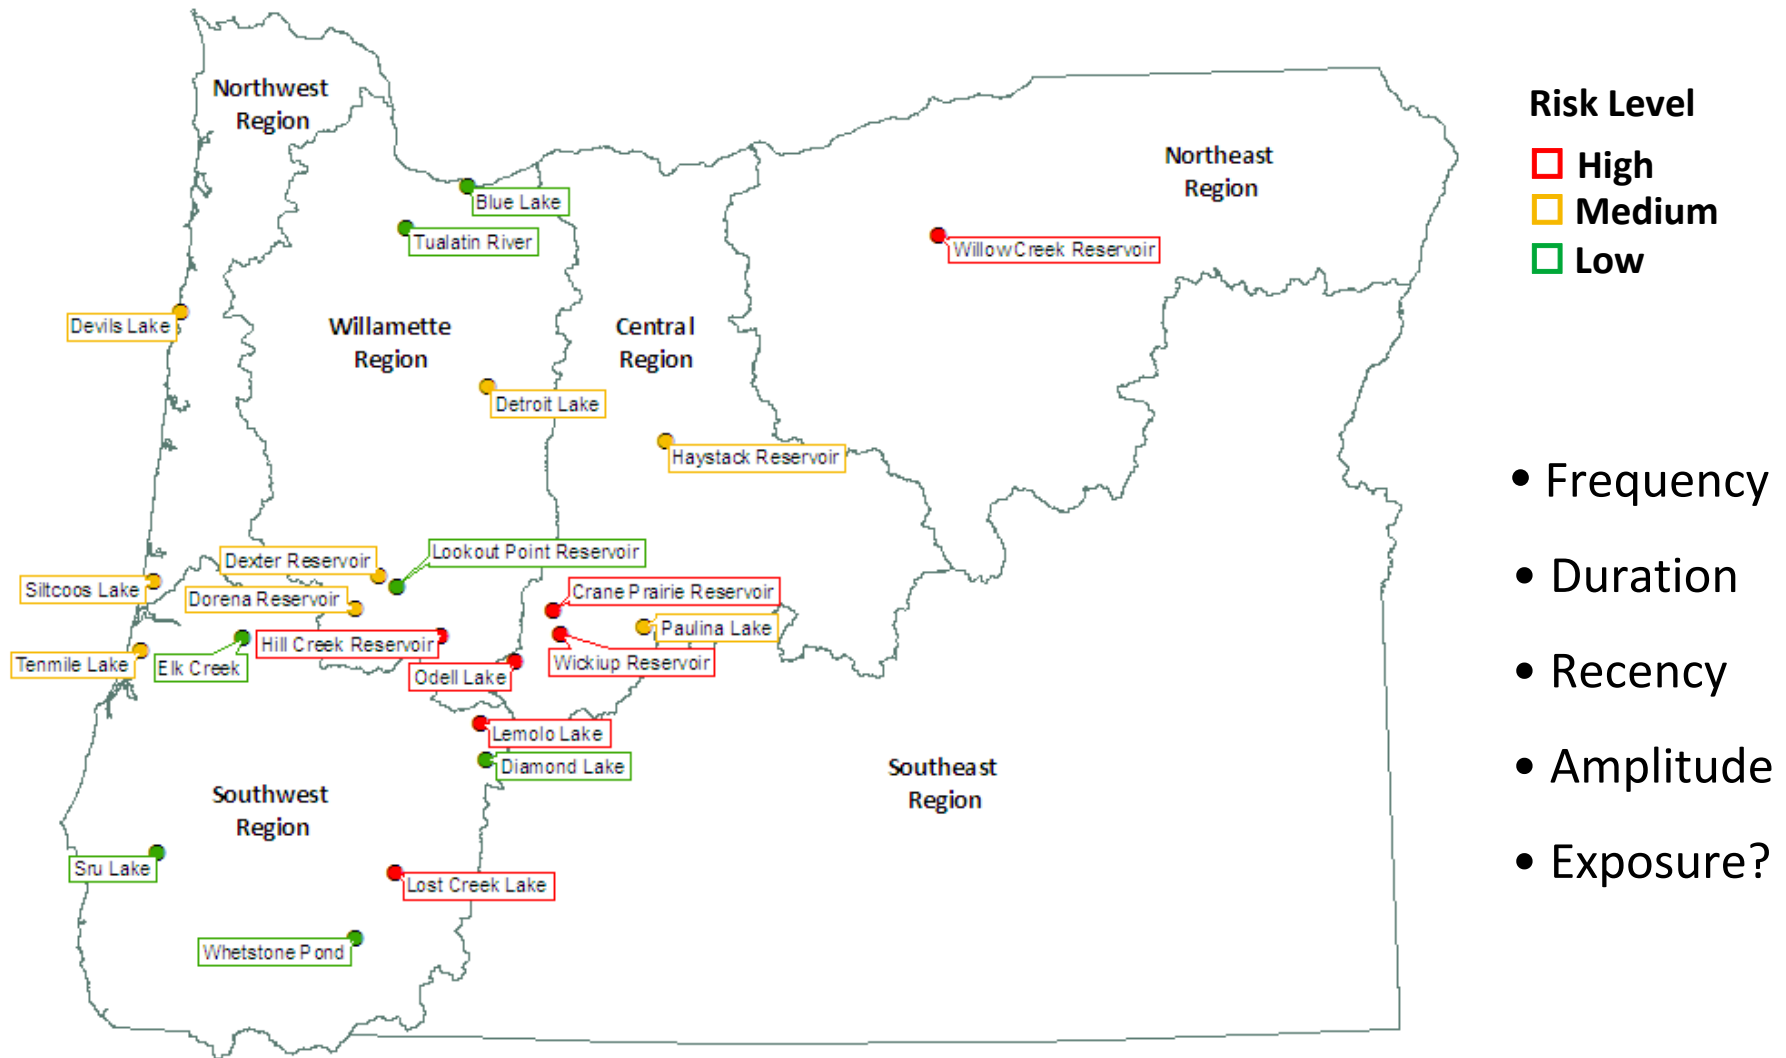 Northwest
Region
Northeast
Region
Blue Lake
Tualatin River
Willow Creek Reservoir
Devils Lake
Willamette
Region
Central
Region
Detroit Lake
Haystack Reservoir
Lookout Point Reservoir
Dexter Reservoir
Siltcoos Lake
Dorena Reservoir
Crane Prairie Reservoir
Paulina Lake
Hill Creek Reservoir
Tenmile Lake
Elk Creek
Wickiup Reservoir
Odell Lake
Lemolo Lake
Diamond Lake
Southeast
Region
Southwest
Region
Sru Lake
Lost Creek Lake
Whetstone Pond
Risk Level
High
Medium
Low
• Frequency
• Duration
• Recency
• Amplitude
• Exposure?